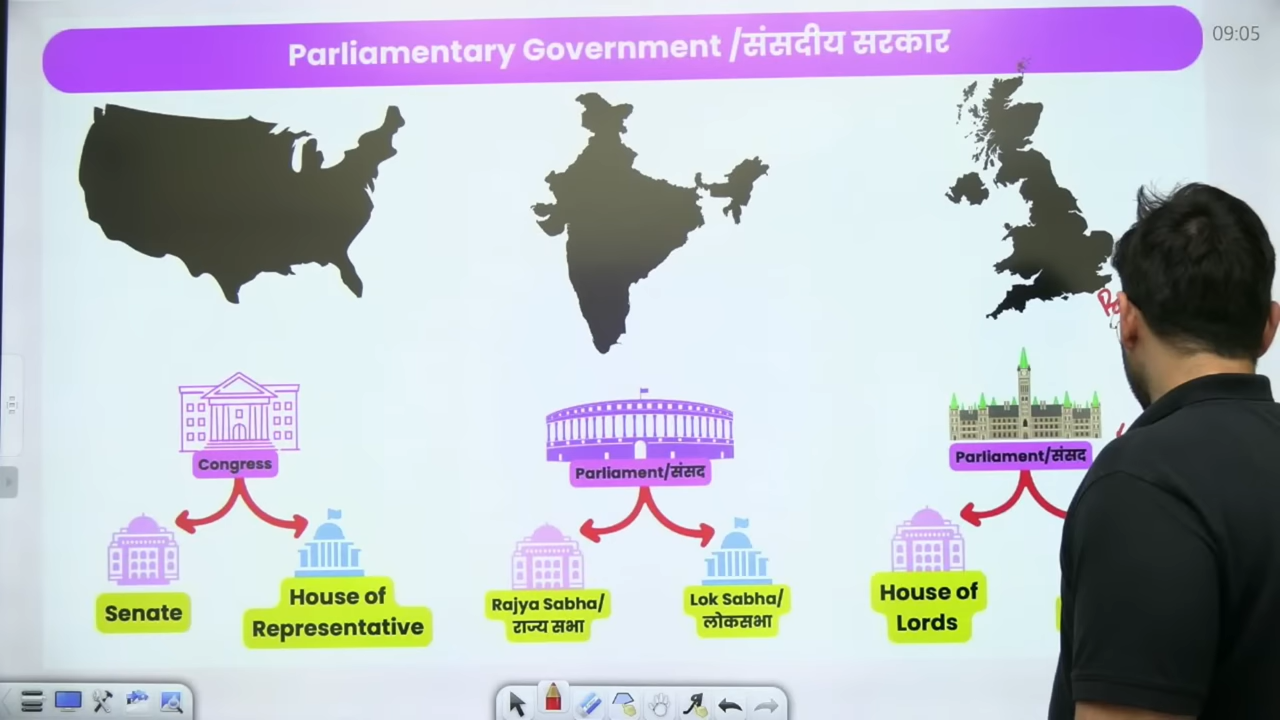 Parliamentary Government /संसदीय सरकार
09:05
Congress
Parliament/संसद
Parliament/संसद
Senate
House of
Representative
Rajya Sabha/
राज्य सभा
Lok Sabha/
लोकसभा
House of
Lords